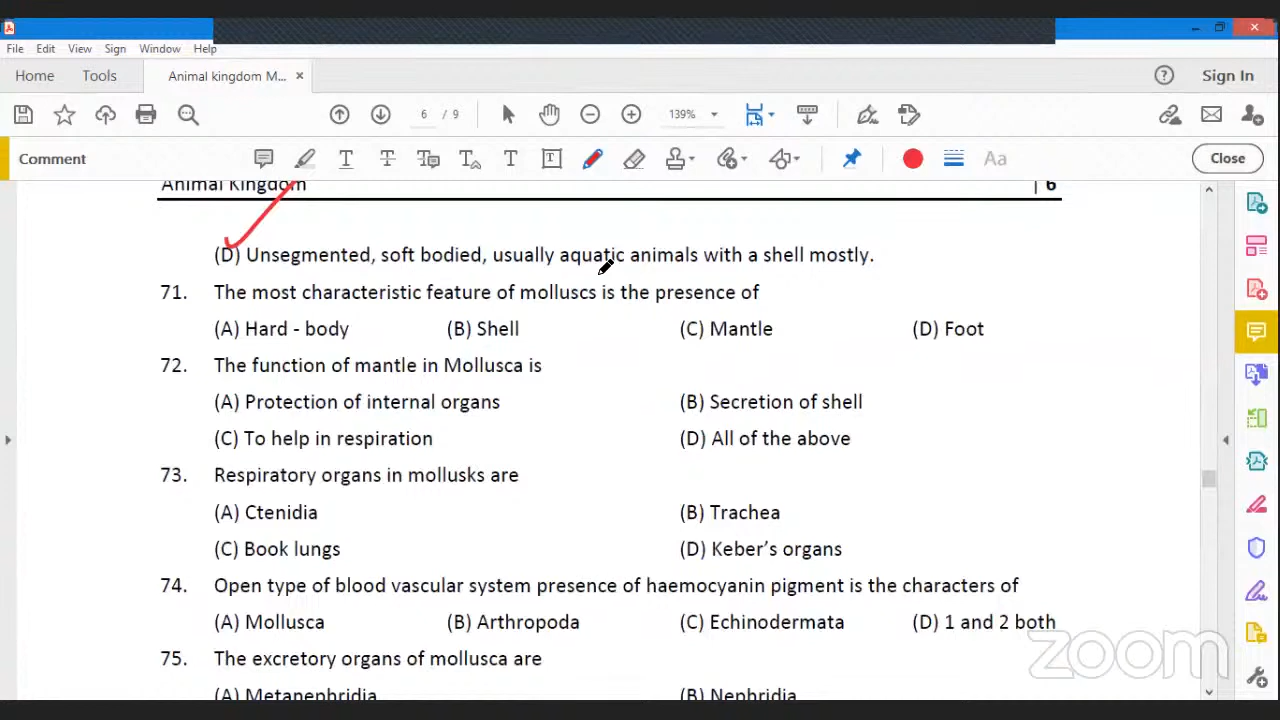 File Edit View Sign Window Help
Home Tools Animal kingdom M... × Sign In
6 / 9 139%
Comment Close
Animal Kingdom | 6
(D) Unsegmented, soft bodied, usually aquatic animals with a shell mostly.
71. The most characteristic feature of molluscs is the presence of
(A) Hard - body (B) Shell (C) Mantle (D) Foot
72. The function of mantle in Mollusca is
(A) Protection of internal organs (B) Secretion of shell
(C) To help in respiration (D) All of the above
73. Respiratory organs in mollusks are
(A) Ctenidia (B) Trachea
(C) Book lungs (D) Keber’s organs
74. Open type of blood vascular system presence of haemocyanin pigment is the characters of
(A) Mollusca (B) Arthropoda (C) Echinodermata (D) 1 and 2 both
75. The excretory organs of mollusca are
(A) Metanephridia (B) Nephridia
zoom